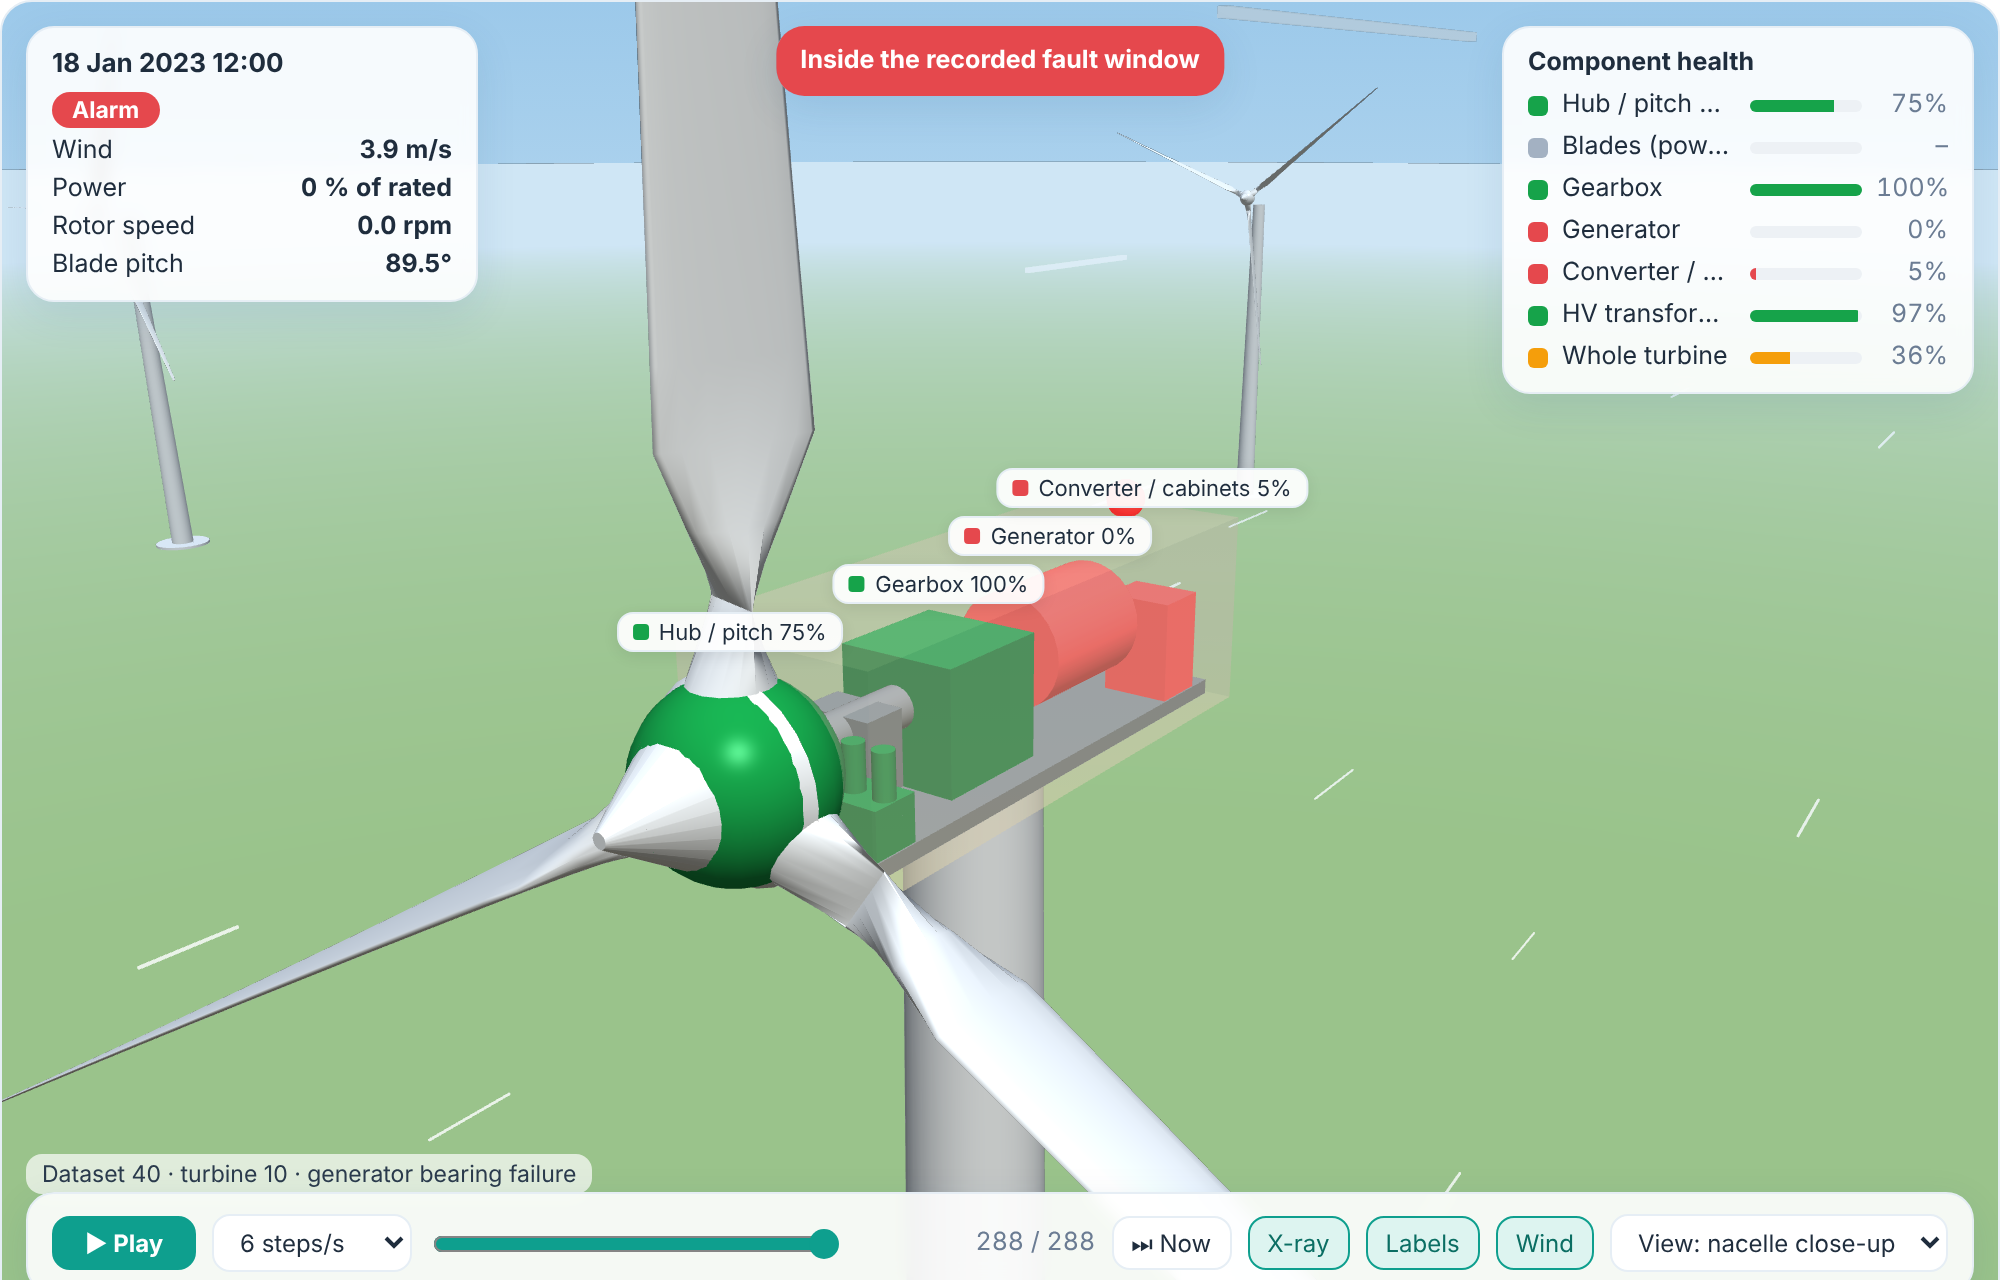 18 Jan 2023 12:00
Alarm
Wind 3.9 m/s
Power 0 % of rated
Rotor speed 0.0 rpm
Blade pitch 89.5°
Inside the recorded fault window
Component health
Hub / pitch ... 75%
Blades (pow... –
Gearbox 100%
Generator 0%
Converter / ... 5%
HV transfor... 97%
Whole turbine 36%
Converter / cabinets 5%
Generator 0%
Gearbox 100%
Hub / pitch 75%
Dataset 40 · turbine 10 · generator bearing failure
Play 6 steps/s 288 / 288 Now X-ray Labels Wind View: nacelle close-up